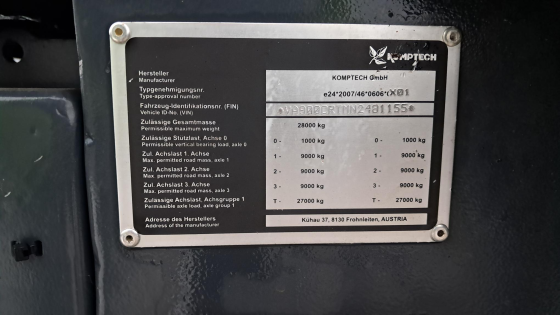 KOMPTECH
Hersteller KOMPTECH GmbH
Manufacturer
Typgenehmigungsnr. e24*2007/46*0606*
Type-approval number
Fahrzeug-Identifikationsnr. (FIN)
Vehicle ID-No. (VIN)
Zulässige Gesamtmasse 28000 kg
Permissible maximum weight
Zulässige Stützlast, Achse 0 0 - 1000 kg 0 - 1000 kg
Permissible vertical bearing load, axle 0
Zul. Achslast 1. Achse 1 - 9000 kg 1 - 9000 kg
Max. permitted road mass, axle 1
Zul. Achslast 2. Achse 2 - 9000 kg 2 - 9000 kg
Max. permitted road mass, axle 2
Zul. Achslast 3. Achse 3 - 9000 kg 3 - 9000 kg
Max. permitted road mass, axle 3
Zulässige Achslast, Achsgruppe 1 T - 27000 kg T - 27000 kg
Permissible axle load, axle group 1
Adresse des Herstellers Kühau 37, 8130 Frohnleiten, AUSTRIA
Address of the manufacturer